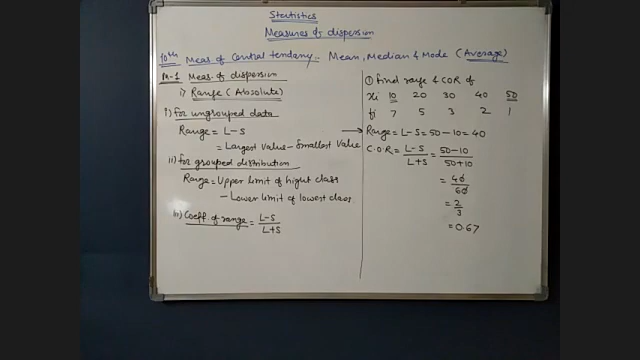 Statistics
Measures of dispersion
10th Meas. of Central tendany:- Mean, Median & Mode (Average)
M-1 Meas. of dispersion
i) Range (Absolute)
i) For ungrouped data
Range = L-S
= Largest value - Smallest value
ii) For grouped distribution
Range = Upper limit of hight class
- Lower limit of lowest class
iii) Coeff of range = L-S / L+S
① Find range & COR of
xi 10 20 30 40 50
fi 7 5 3 2 1
→ Range = L-S = 50-10 = 40
C.O.R. = L-S / L+S = 50-10 / 50+10
= 40 / 60
= 2 / 3
= 0.67